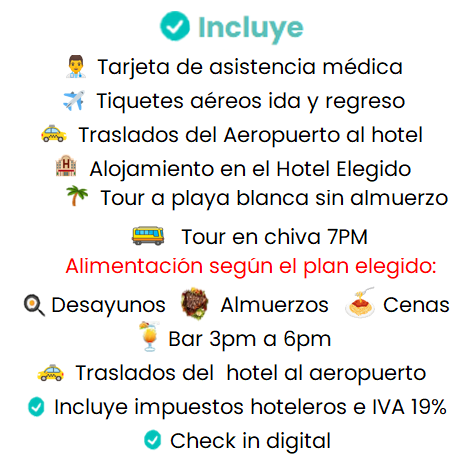 Incluye
Tarjeta de asistencia médica
Tiquetes aéreos ida y regreso
Traslados del Aeropuerto al hotel
Alojamiento en el Hotel Elegido
Tour a playa blanca sin almuerzo
Tour en chiva 7PM
Alimentación según el plan elegido:
Desayunos Almuerzos Cenas
Bar 3pm a 6pm
Traslados del hotel al aeropuerto
Incluye impuestos hoteleros e IVA 19%
Check in digital